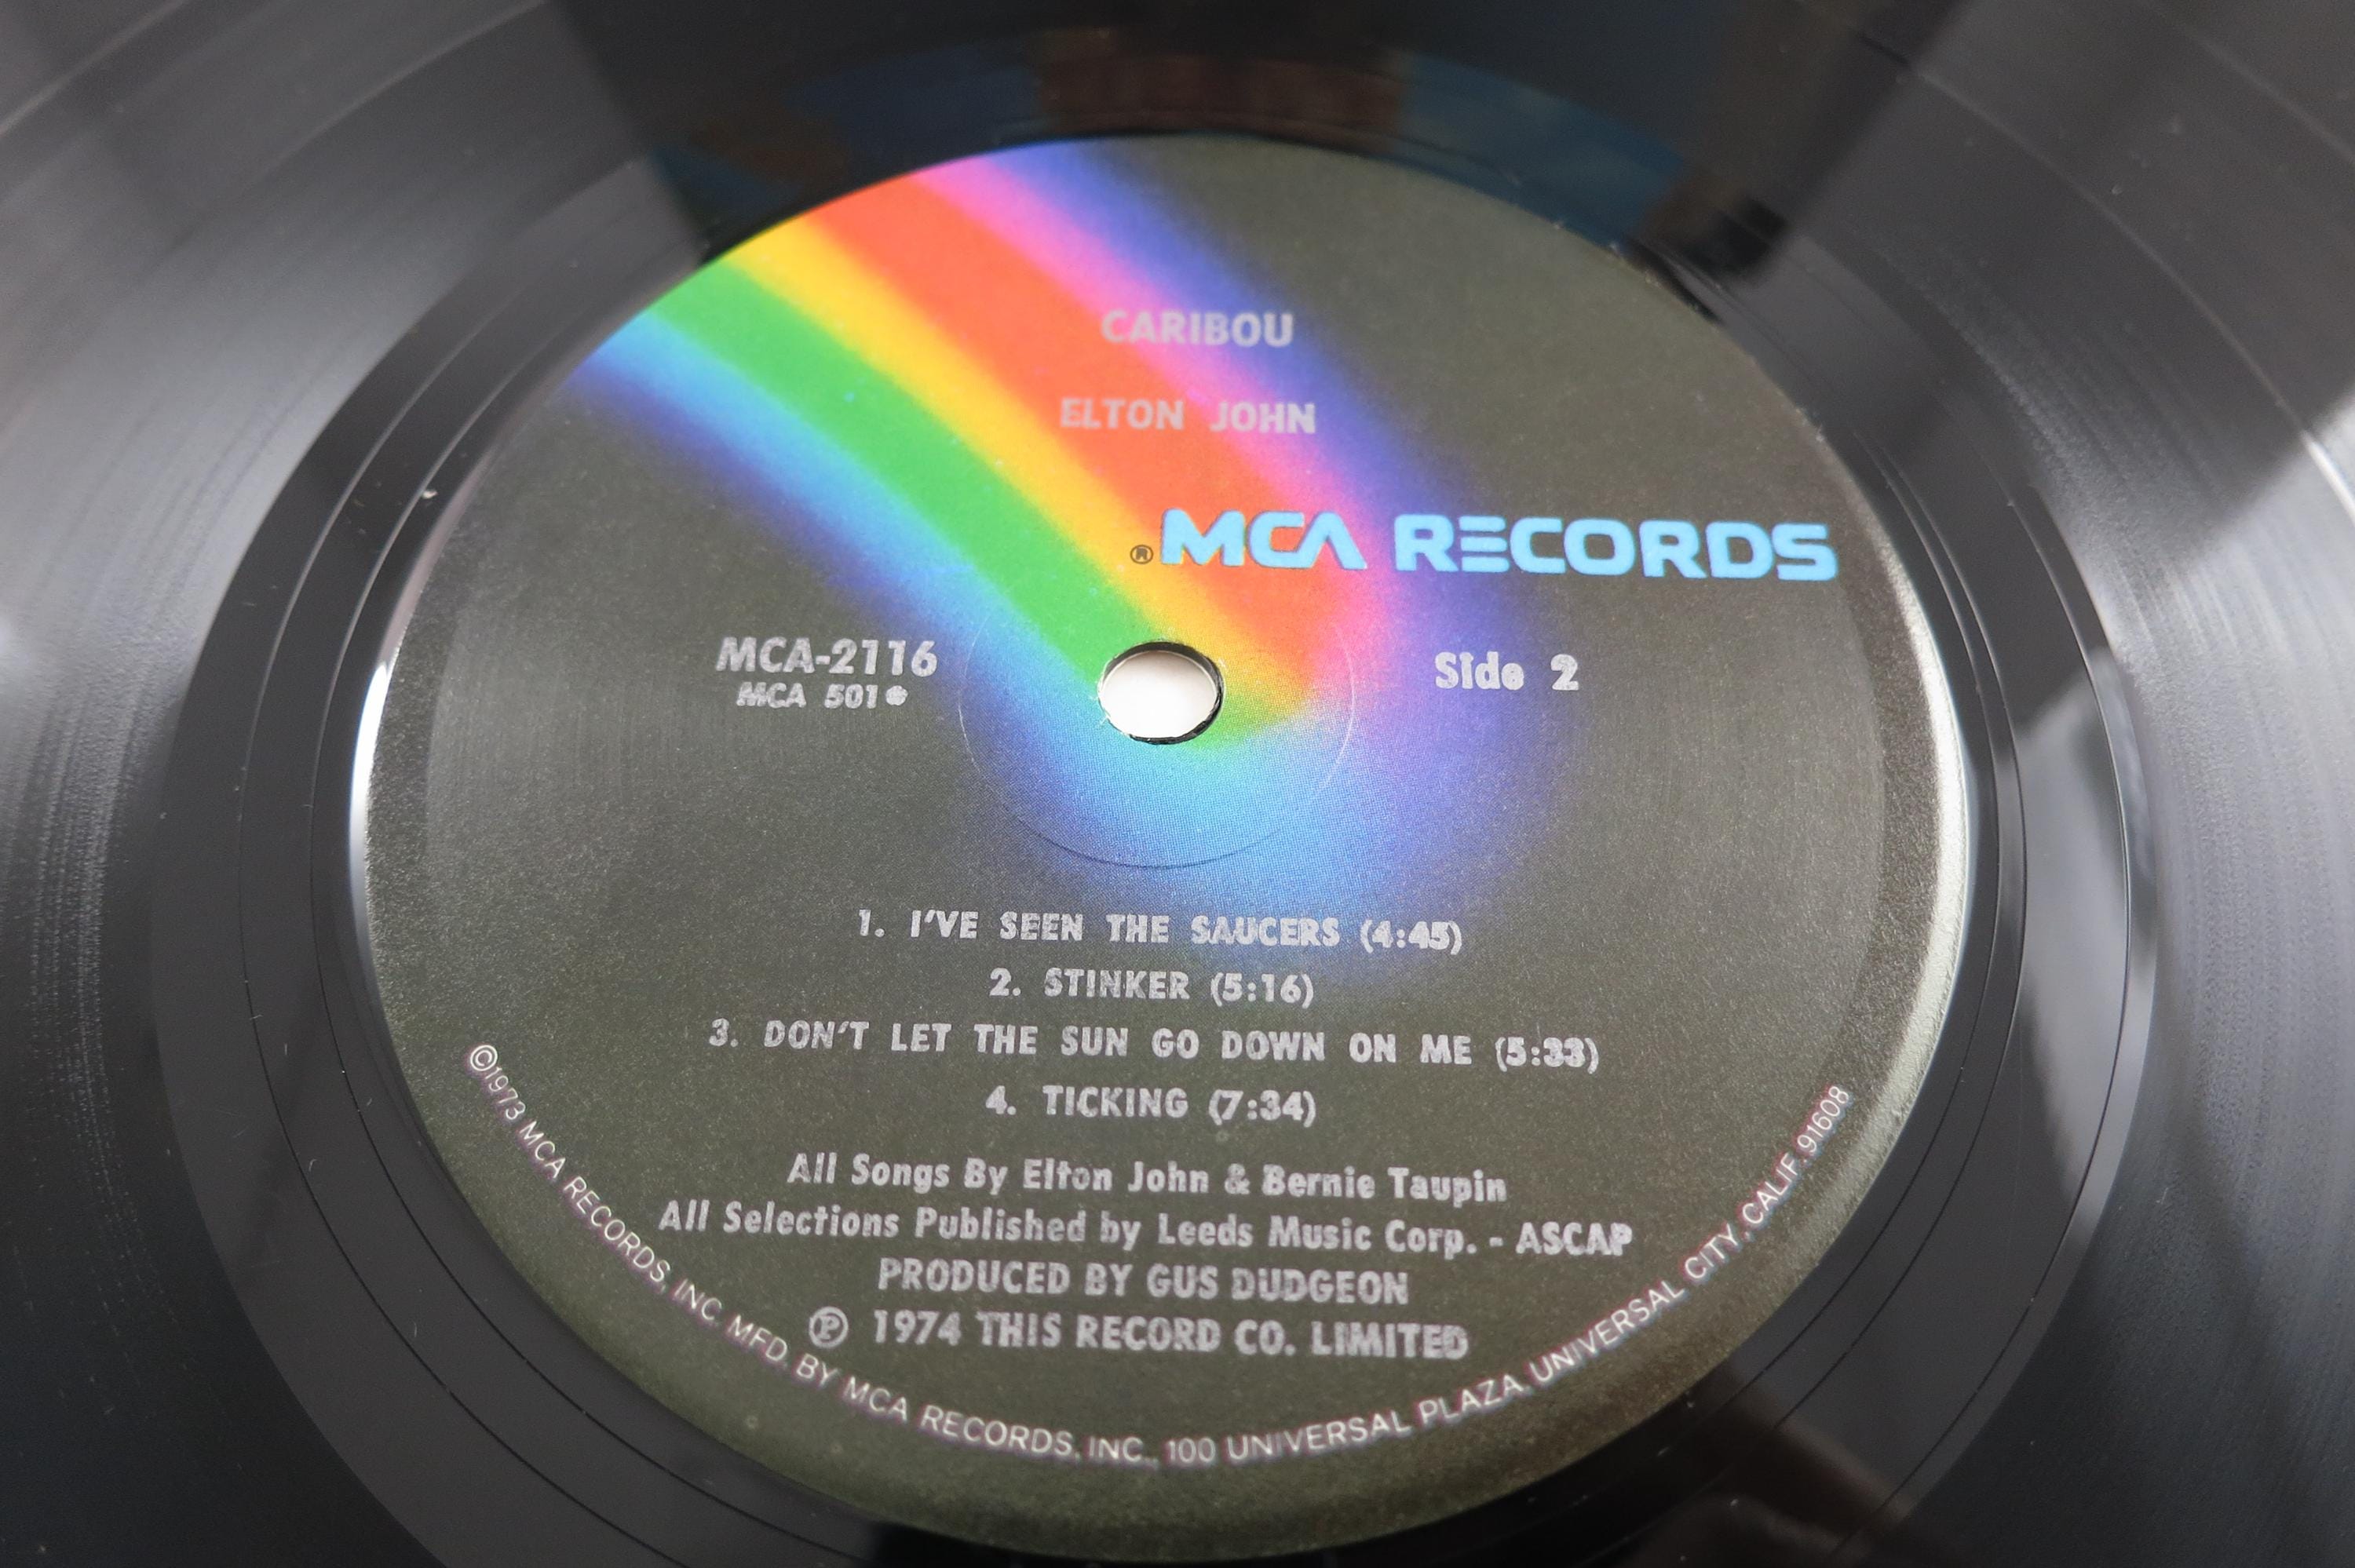 CARIBOU
ELTON JOHN
® MCA RECORDS
MCA-2116
MCA 501
Side 2
1. I'VE SEEN THE SAUCERS (4:45)
2. STINKER (5:16)
3. DON'T LET THE SUN GO DOWN ON ME (5:33)
4. TICKING (7:34)
All Songs By Elton John & Bernie Taupin
All Selections Published by Leeds Music Corp. - ASCAP
PRODUCED BY GUS DUDGEON
℗ 1974 THIS RECORD CO. LIMITED
©1973 MCA RECORDS, INC. MFD. BY MCA RECORDS, INC., 100 UNIVERSAL PLAZA, UNIVERSAL CITY, CALIF. 91608